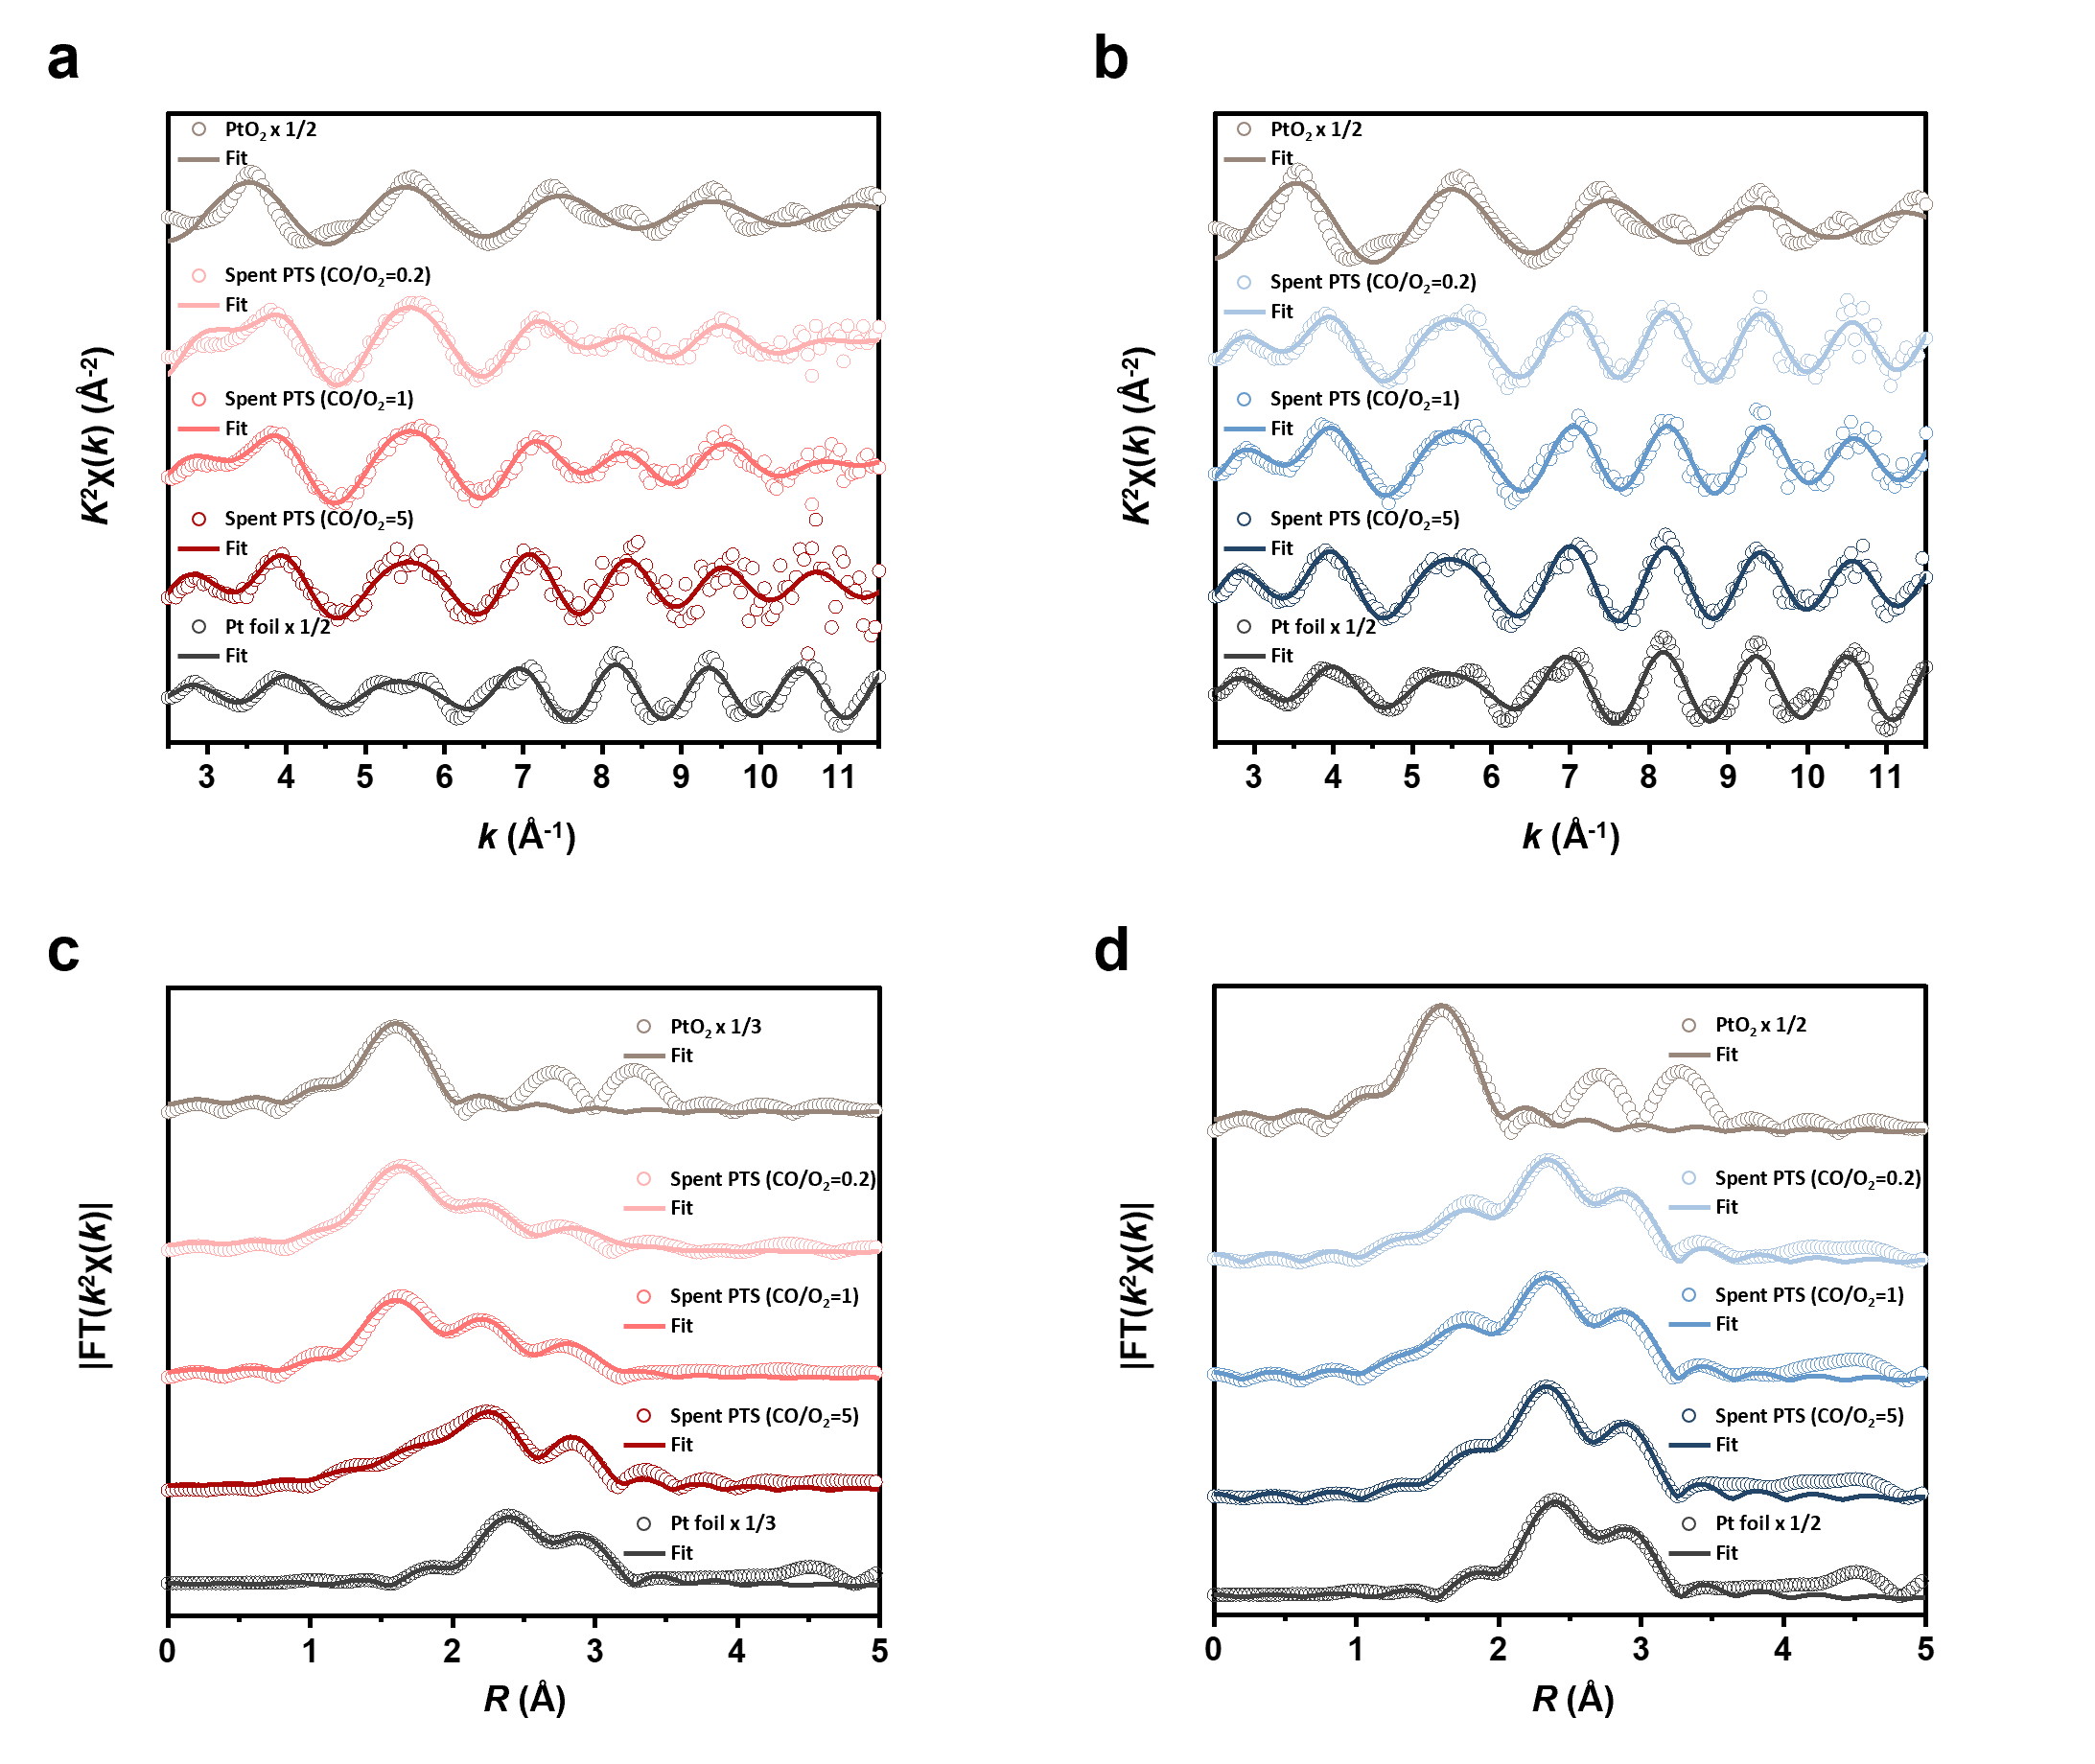 a
PtO2 x 1/2
Fit
Spent PTS (CO/O2=0.2)
Fit
Spent PTS (CO/O2=1)
Fit
Spent PTS (CO/O2=5)
Fit
Pt foil x 1/2
Fit
K²χ(k) (Å-2)
3 4 5 6 7 8 9 10 11
k (Å-1)
b
PtO2 x 1/2
Fit
Spent PTS (CO/O2=0.2)
Fit
Spent PTS (CO/O2=1)
Fit
Spent PTS (CO/O2=5)
Fit
Pt foil x 1/2
Fit
K²χ(k) (Å-2)
3 4 5 6 7 8 9 10 11
k (Å-1)
c
PtO2 x 1/3
Fit
Spent PTS (CO/O2=0.2)
Fit
Spent PTS (CO/O2=1)
Fit
Spent PTS (CO/O2=5)
Fit
Pt foil x 1/3
Fit
|FT(k²χ(k)|
0 1 2 3 4 5
R (Å)
d
PtO2 x 1/2
Fit
Spent PTS (CO/O2=0.2)
Fit
Spent PTS (CO/O2=1)
Fit
Spent PTS (CO/O2=5)
Fit
Pt foil x 1/2
Fit
|FT(k²χ(k)|
0 1 2 3 4 5
R (Å)